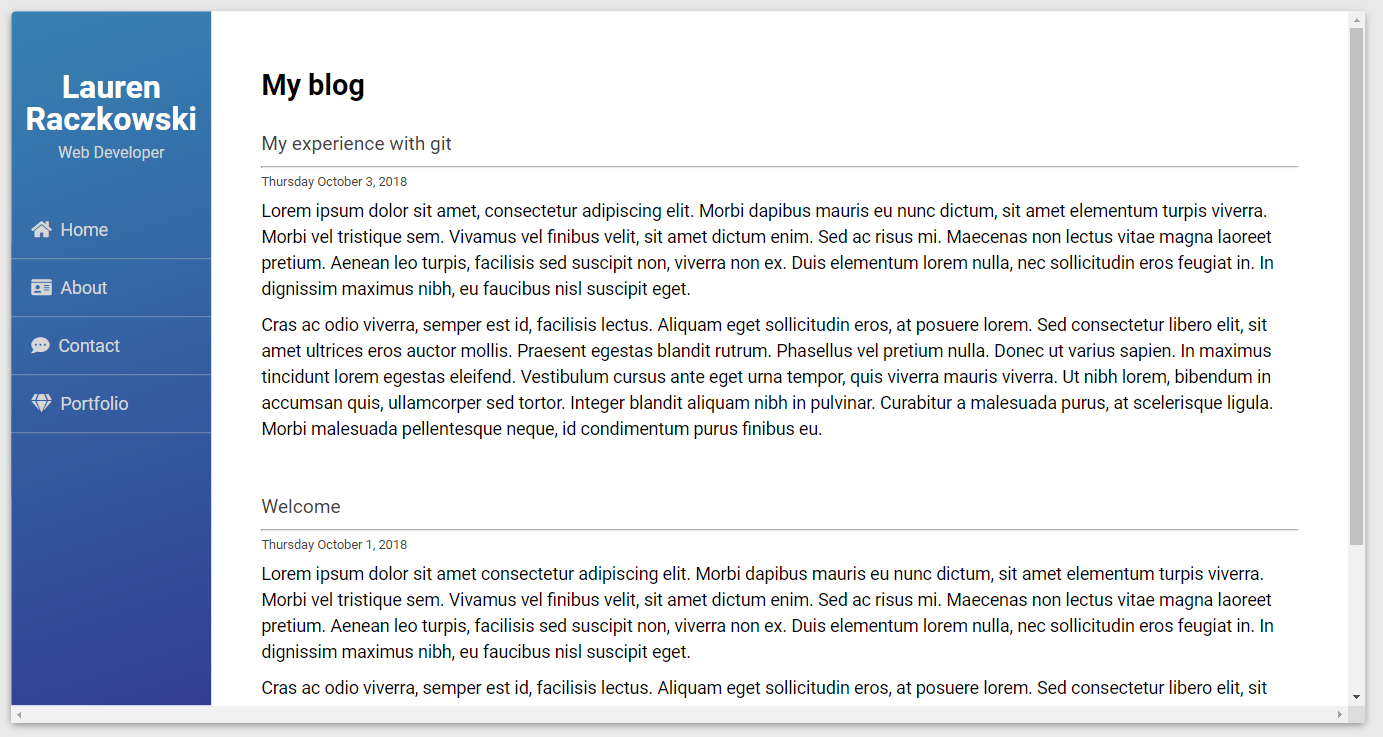 Lauren
Raczkowski
Web Developer
Home
About
Contact
Portfolio
My blog
My experience with git
Thursday October 3, 2018
Lorem ipsum dolor sit amet, consectetur adipiscing elit. Morbi dapibus mauris eu nunc dictum, sit amet elementum turpis viverra.
Morbi vel tristique sem. Vivamus vel finibus velit, sit amet dictum enim. Sed ac risus mi. Maecenas non lectus vitae magna laoreet
pretium. Aenean leo turpis, facilisis sed suscipit non, viverra non ex. Duis elementum lorem nulla, nec sollicitudin eros feugiat in. In
dignissim maximus nibh, eu faucibus nisl suscipit eget.
Cras ac odio viverra, semper est id, facilisis lectus. Aliquam eget sollicitudin eros, at posuere lorem. Sed consectetur libero elit, sit
amet ultrices eros auctor mollis. Praesent egestas blandit rutrum. Phasellus vel pretium nulla. Donec ut varius sapien. In maximus
tincidunt lorem egestas eleifend. Vestibulum cursus ante eget urna tempor, quis viverra mauris viverra. Ut nibh lorem, bibendum in
accumsan quis, ullamcorper sed tortor. Integer blandit aliquam nibh in pulvinar. Curabitur a malesuada purus, at scelerisque ligula.
Morbi malesuada pellentesque neque, id condimentum purus finibus eu.
Welcome
Thursday October 1, 2018
Lorem ipsum dolor sit amet consectetur adipiscing elit. Morbi dapibus mauris eu nunc dictum, sit amet elementum turpis viverra.
Morbi vel tristique sem. Vivamus vel finibus velit, sit amet dictum enim. Sed ac risus mi. Maecenas non lectus vitae magna laoreet
pretium. Aenean leo turpis, facilisis sed suscipit non, viverra non ex. Duis elementum lorem nulla, nec sollicitudin eros feugiat in. In
dignissim maximus nibh, eu faucibus nisl suscipit eget.
Cras ac odio viverra, semper est id, facilisis lectus. Aliquam eget sollicitudin eros, at posuere lorem. Sed consectetur libero elit, sit